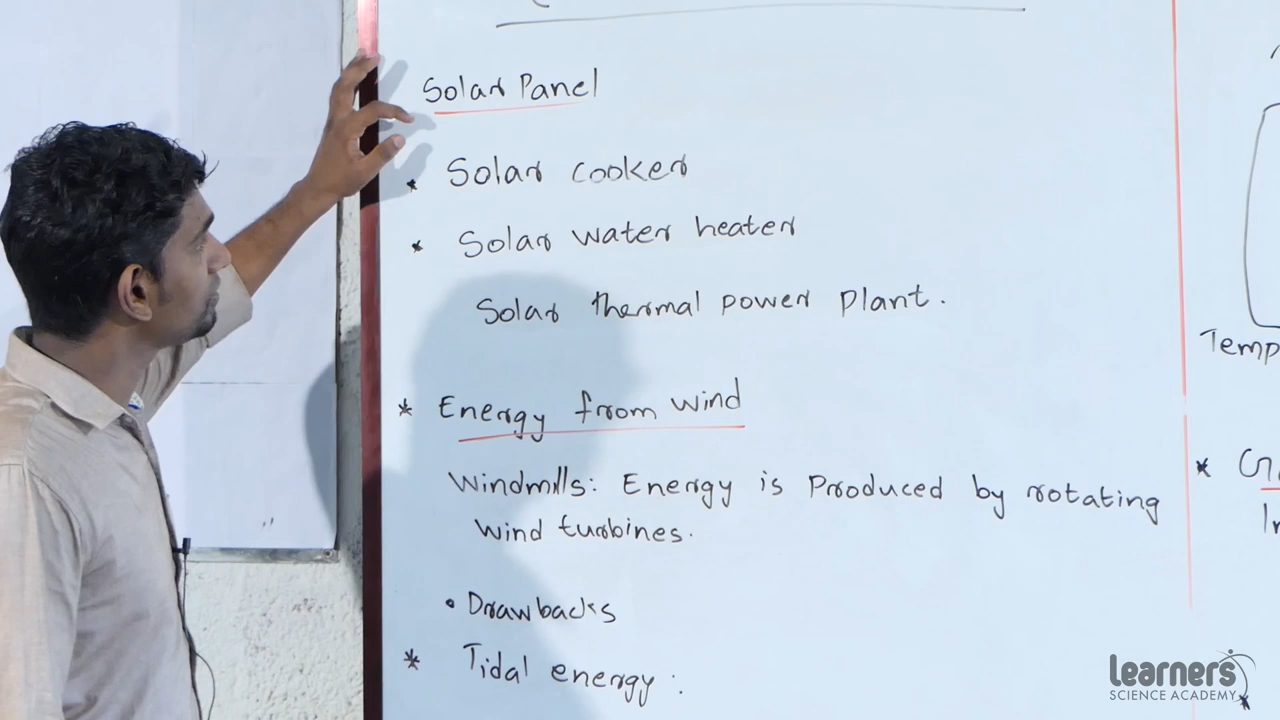 Solar Panel
* Solar cooker
* Solar water heater
Solar thermal power plant.
* Energy from wind
Windmills: Energy is Produced by rotating
wind turbines.
• Drawbacks
* Tidal energy :
Temp
*
In
Learners
SCIENCE ACADEMY